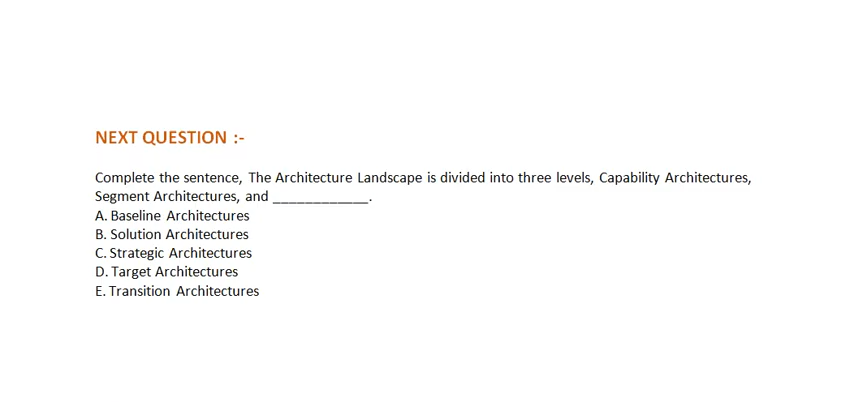 NEXT QUESTION :-
Complete the sentence, The Architecture Landscape is divided into three levels, Capability Architectures,
Segment Architectures, and ____________.
A. Baseline Architectures
B. Solution Architectures
C. Strategic Architectures
D. Target Architectures
E. Transition Architectures